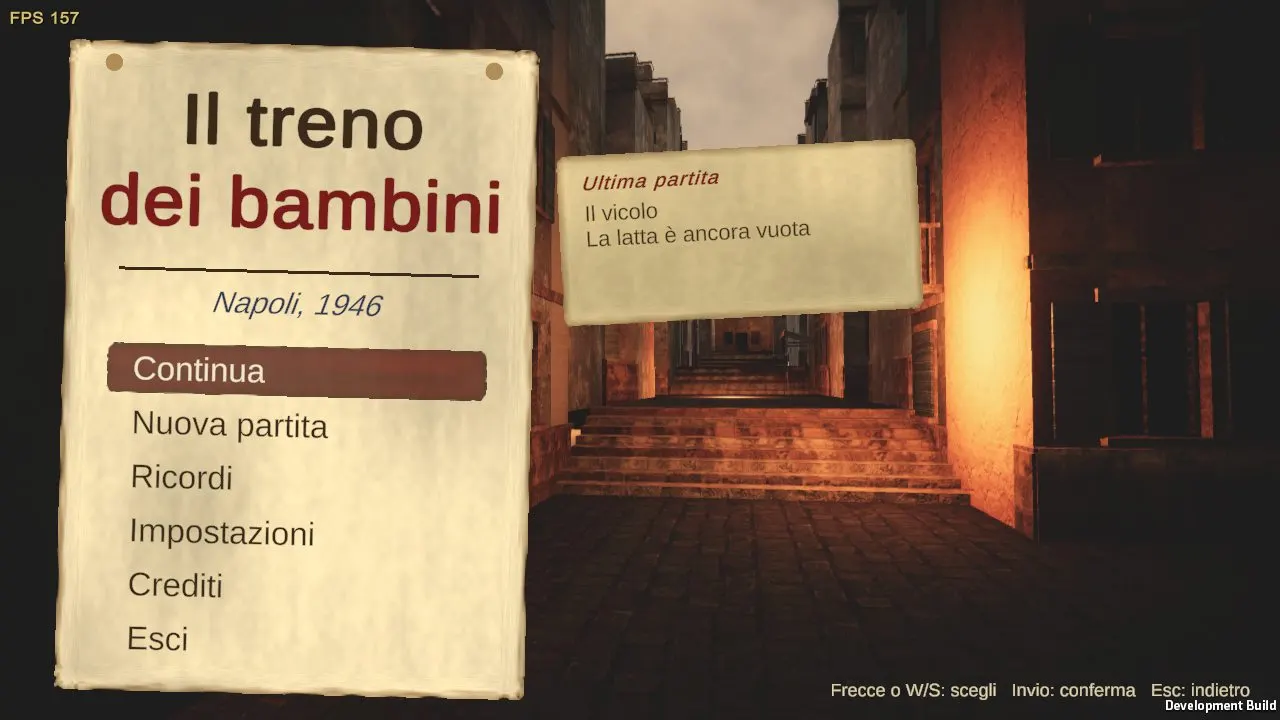 FPS 157
Il treno
dei bambini
Napoli, 1946
Continua
Nuova partita
Ricordi
Impostazioni
Crediti
Esci
Ultima partita
Il vicolo
La latta è ancora vuota
Frecce o W/S: scegli Invio: conferma Esc: indietro
Development Build